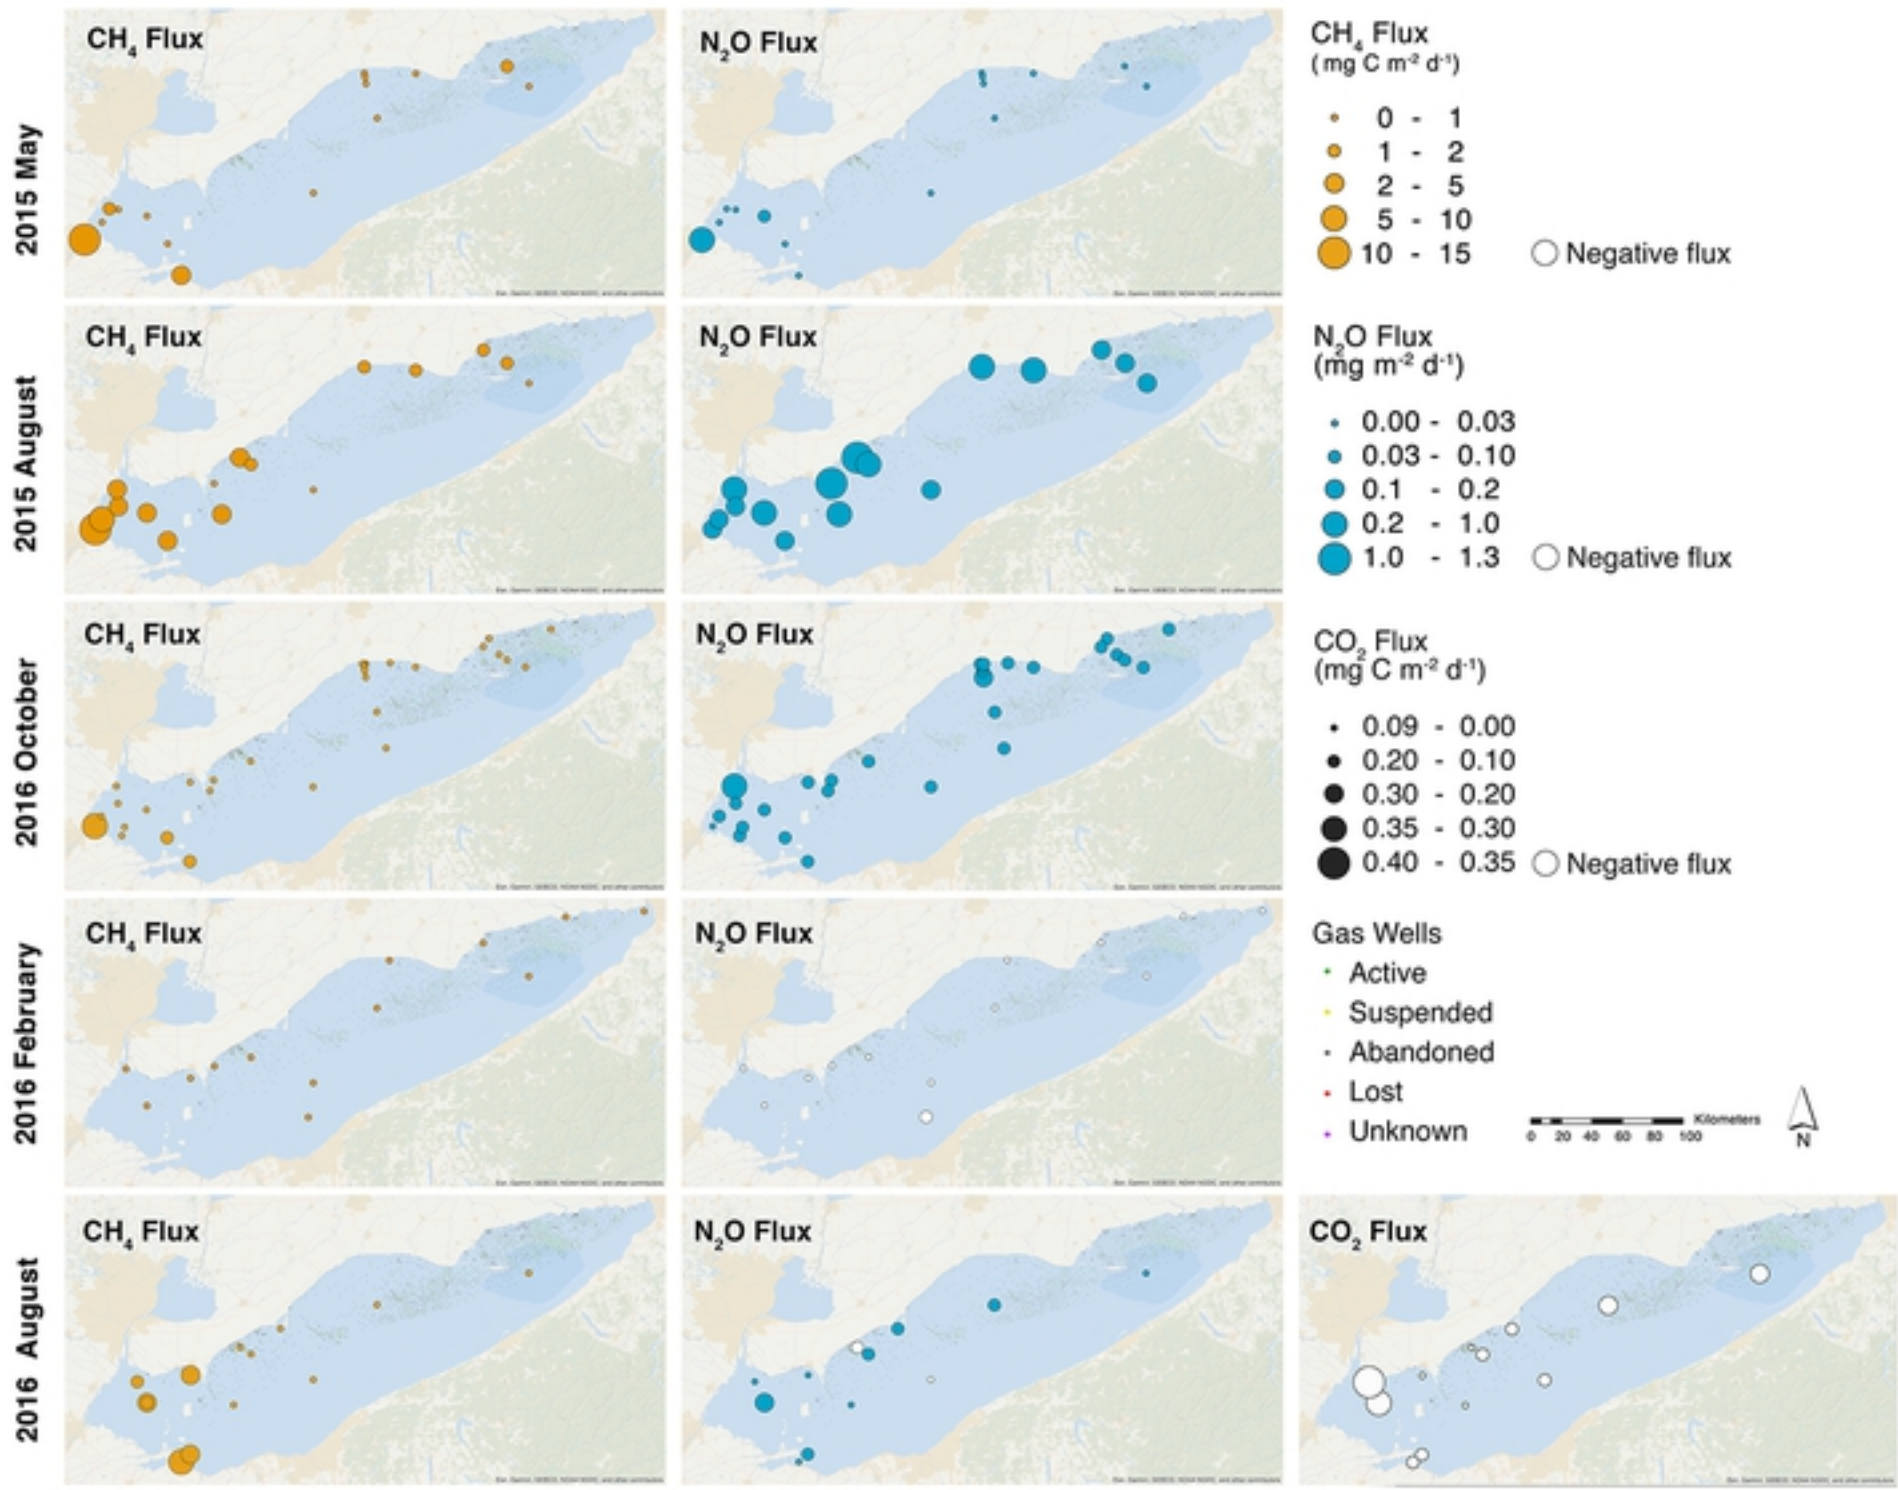 CH₄ Flux
N₂O Flux
CH₄ Flux
(mg C m⁻² d⁻¹)
0 - 1
1 - 2
2 - 5
5 - 10
10 - 15
Negative flux
2015 May
CH₄ Flux
N₂O Flux
N₂O Flux
(mg m⁻² d⁻¹)
0.00 - 0.03
0.03 - 0.10
0.1 - 0.2
0.2 - 1.0
1.0 - 1.3
Negative flux
2015 August
CH₄ Flux
N₂O Flux
CO₂ Flux
(mg C m⁻² d⁻¹)
0.09 - 0.00
0.20 - 0.10
0.30 - 0.20
0.35 - 0.30
0.40 - 0.35
Negative flux
2016 October
CH₄ Flux
N₂O Flux
Gas Wells
Active
Suspended
Abandoned
Lost
Unknown
Kilometers
0 20 40 60 80 100
N
2016 February
CH₄ Flux
N₂O Flux
CO₂ Flux
2016 August